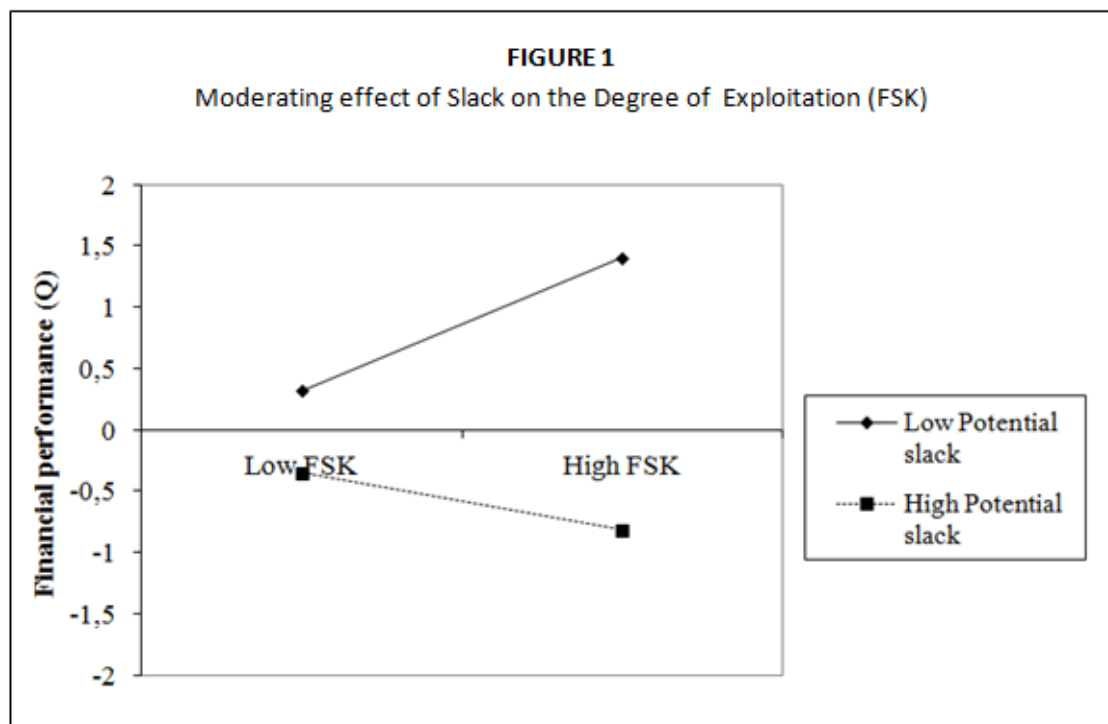 FIGURE 1
Moderating effect of Slack on the Degree of Exploitation (FSK)
Financial performance (Q)
2
1,5
1
0,5
0
-0,5
-1
-1,5
-2
Low FSK
High FSK
Low Potential
slack
High Potential
slack